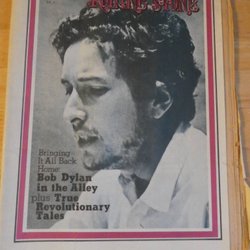 Rolling Stone
Bringing
It All Back
Home:
Bob Dylan
in the Alley
plus True
Revolutionary
Tales